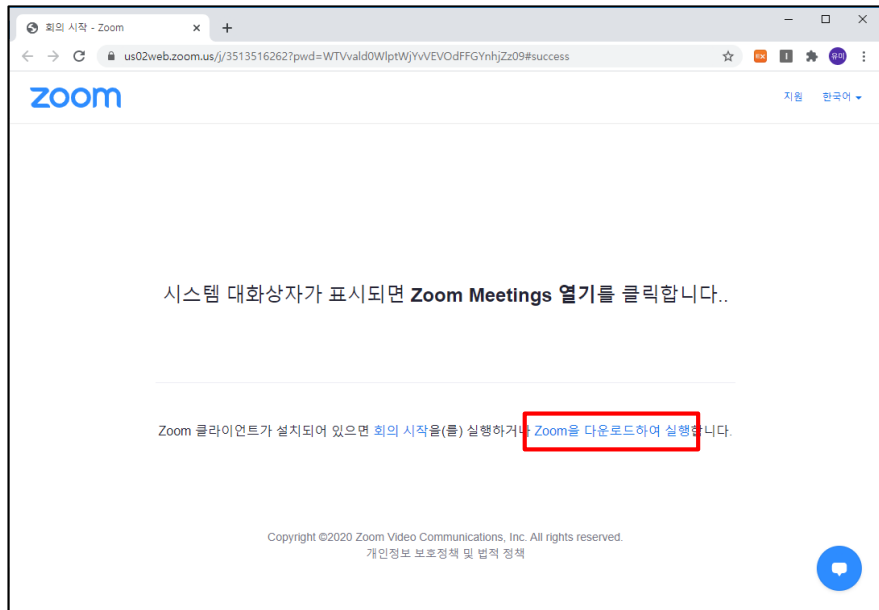 회의 시작 - Zoom
us02web.zoom.us/j/3513516262?pwd=WTVvald0WlptWjYvVEVOdFFGYnhjZz09#success
유미
zoom
지원 한국어
시스템 대화상자가 표시되면 Zoom Meetings 열기를 클릭합니다..
Zoom 클라이언트가 설치되어 있으면 회의 시작을(를) 실행하거나 Zoom을 다운로드하여 실행합니다.
Copyright ©2020 Zoom Video Communications, Inc. All rights reserved.
개인정보 보호정책 및 법적 정책